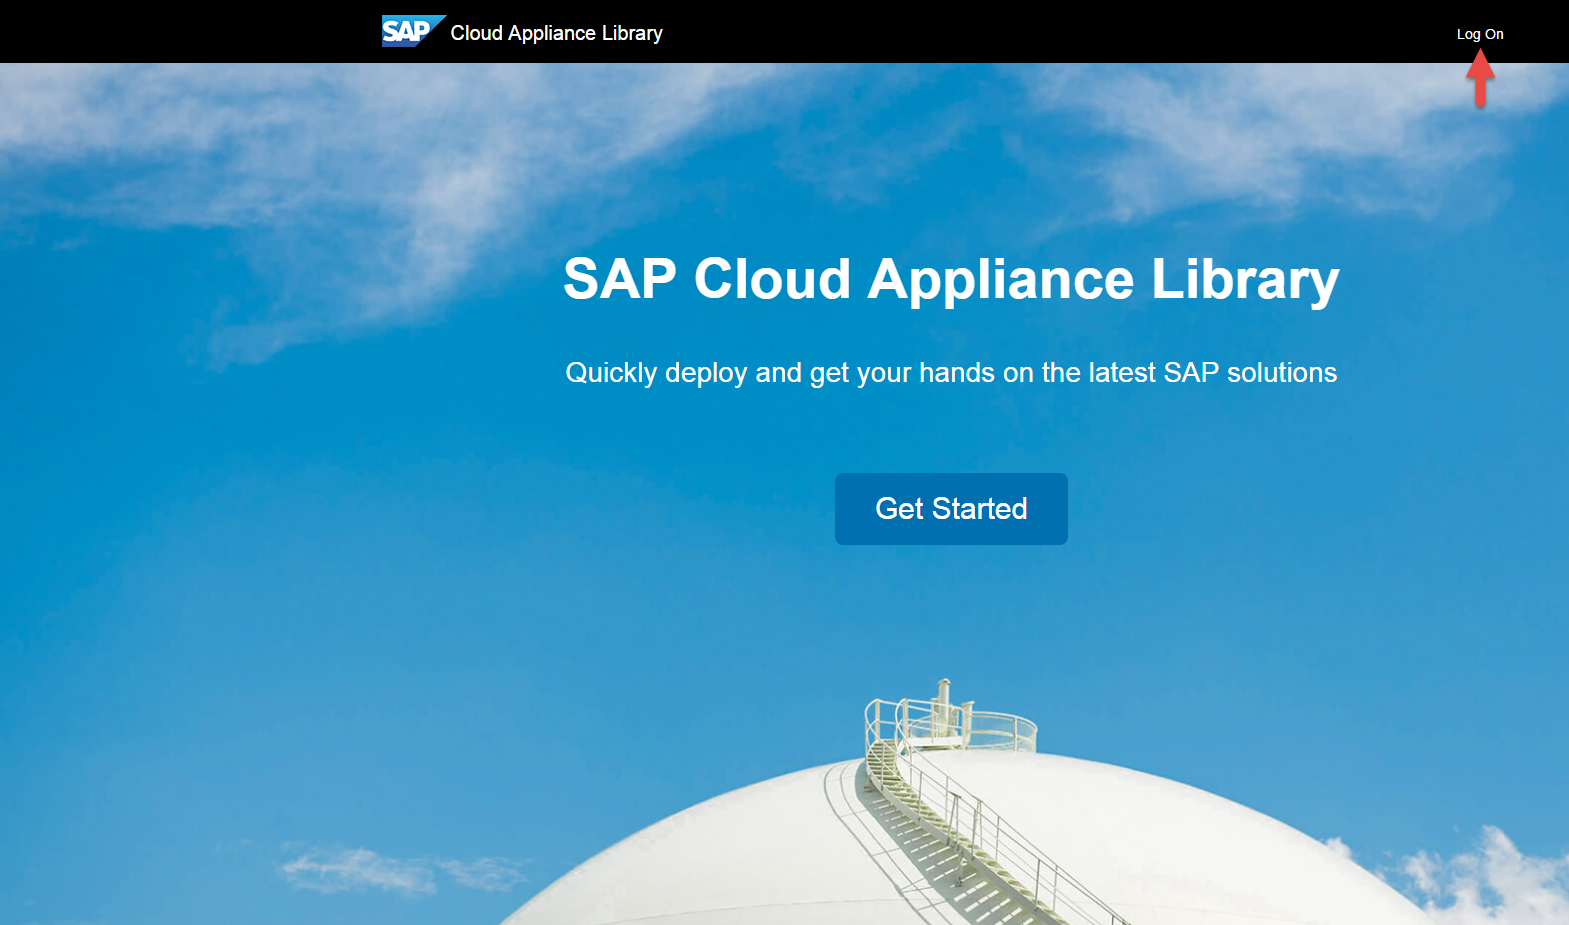 SAP Cloud Appliance Library
Log On
SAP Cloud Appliance Library
Quickly deploy and get your hands on the latest SAP solutions
Get Started